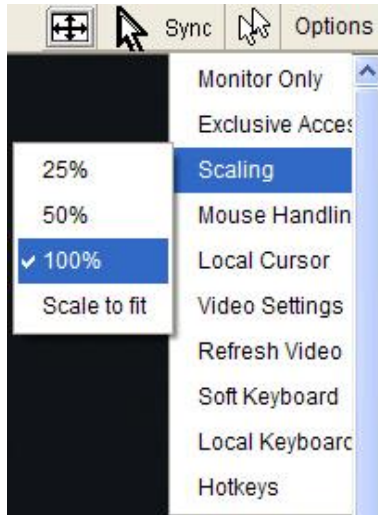 Sync Options
Monitor Only
Exclusive Acces
25% Scaling
50% Mouse Handlin
100% Local Cursor
Scale to fit Video Settings
Refresh Video
Soft Keyboard
Local Keyboarc
Hotkeys